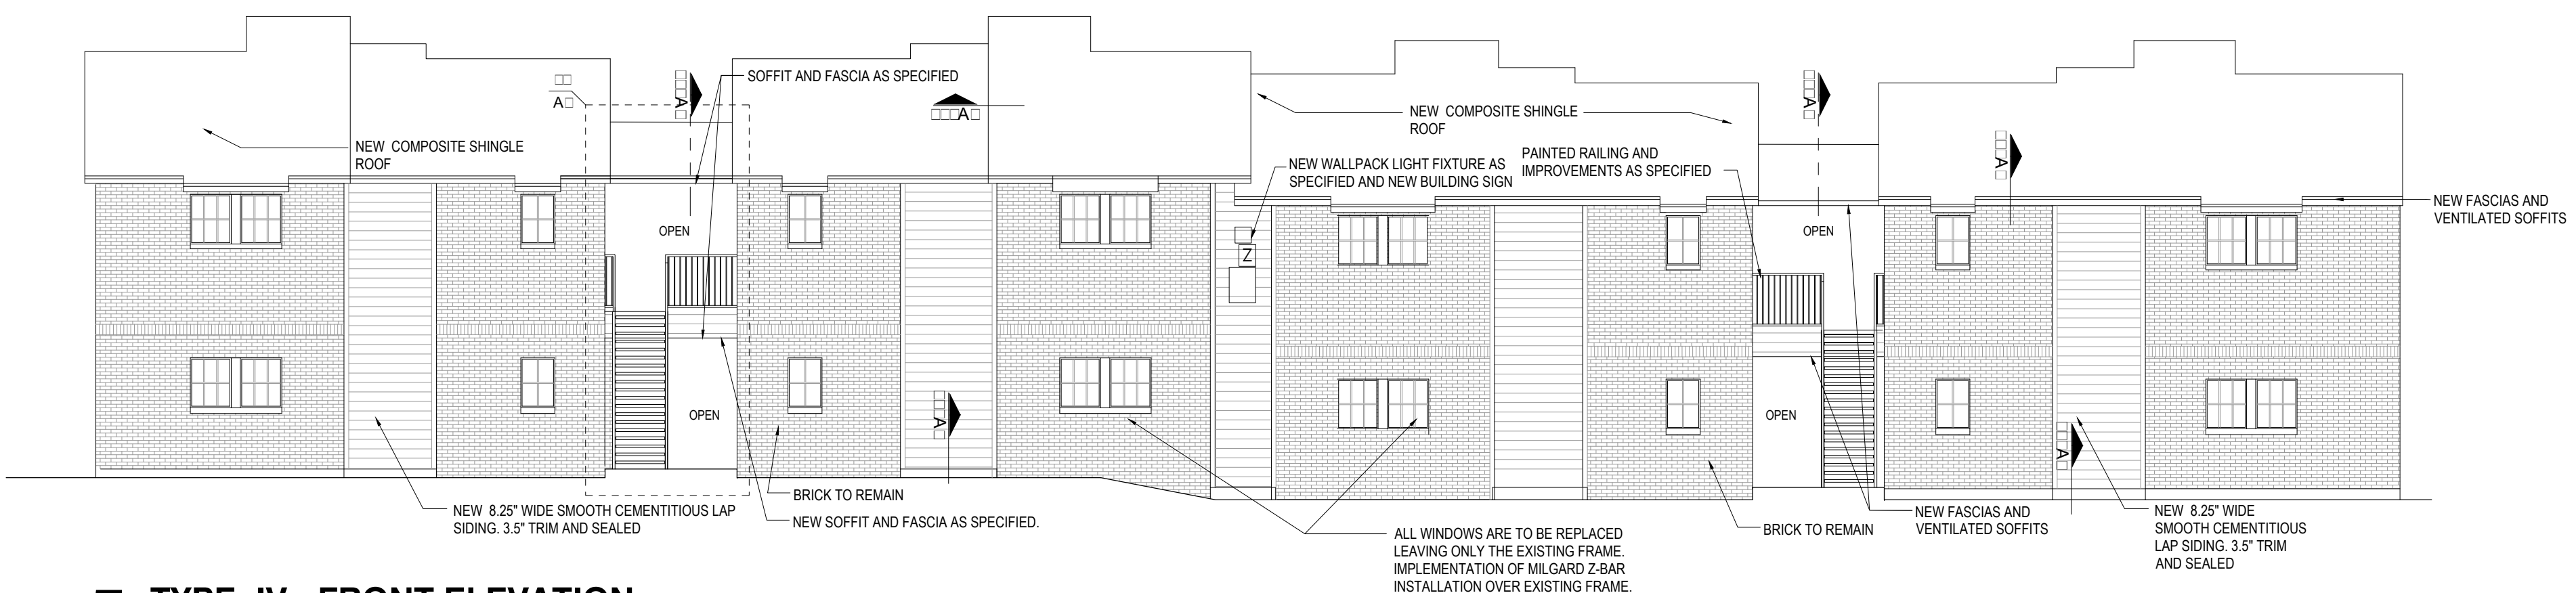 SOFFIT AND FASCIA AS SPECIFIED
A
A
A
A
NEW COMPOSITE SHINGLE
ROOF
NEW COMPOSITE SHINGLE
ROOF
NEW WALLPACK LIGHT FIXTURE AS
SPECIFIED AND NEW BUILDING SIGN
PAINTED RAILING AND
IMPROVEMENTS AS SPECIFIED
A
NEW FASCIAS AND
VENTILATED SOFFITS
OPEN
OPEN
Z
OPEN
OPEN
A
A
BRICK TO REMAIN
NEW 8.25" WIDE SMOOTH CEMENTITIOUS LAP
SIDING. 3.5" TRIM AND SEALED
NEW SOFFIT AND FASCIA AS SPECIFIED.
ALL WINDOWS ARE TO BE REPLACED
LEAVING ONLY THE EXISTING FRAME.
IMPLEMENTATION OF MILGARD Z-BAR
INSTALLATION OVER EXISTING FRAME.
BRICK TO REMAIN
NEW FASCIAS AND
VENTILATED SOFFITS
NEW 8.25" WIDE
SMOOTH CEMENTITIOUS
LAP SIDING. 3.5" TRIM
AND SEALED
TYPE IV - FRONT ELEVATION